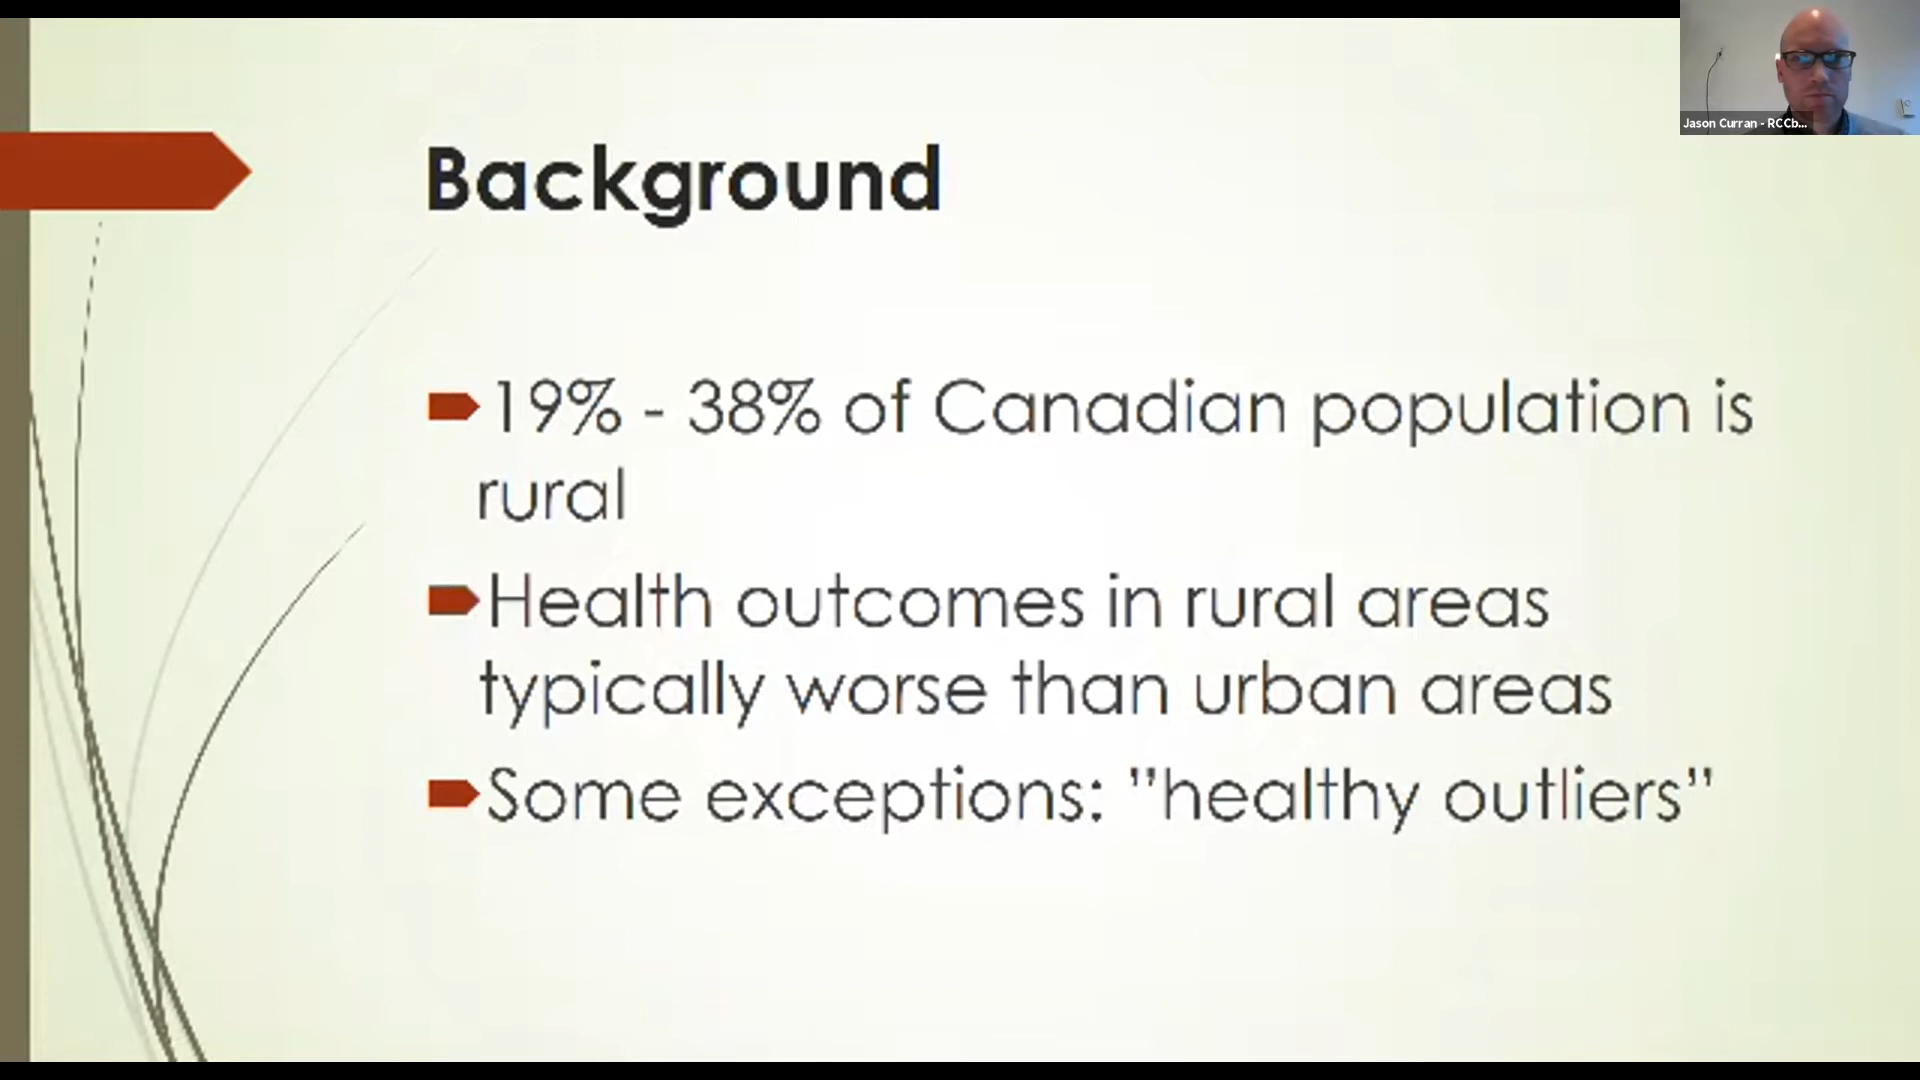 Jason Curran - RCCb...
Background
19% - 38% of Canadian population is
rural
Health outcomes in rural areas
typically worse than urban areas
Some exceptions: ”healthy outliers”